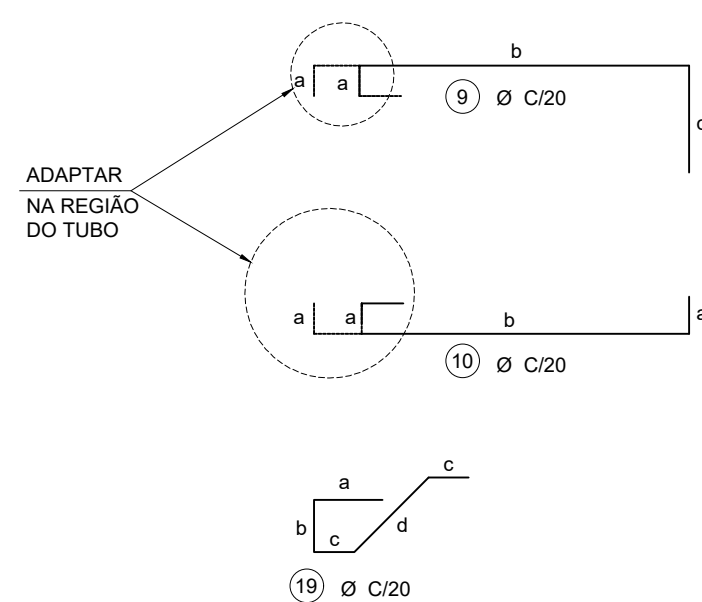 b
a
a
9 Ø C/20
ADAPTAR
NA REGIÃO
DO TUBO
a
a
b
a
10 Ø C/20
c
a
b
c
d
19 Ø C/20